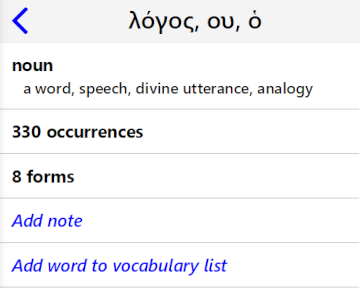 λόγος, ου, ὁ
noun
a word, speech, divine utterance, analogy
330 occurrences
8 forms
Add note
Add word to vocabulary list